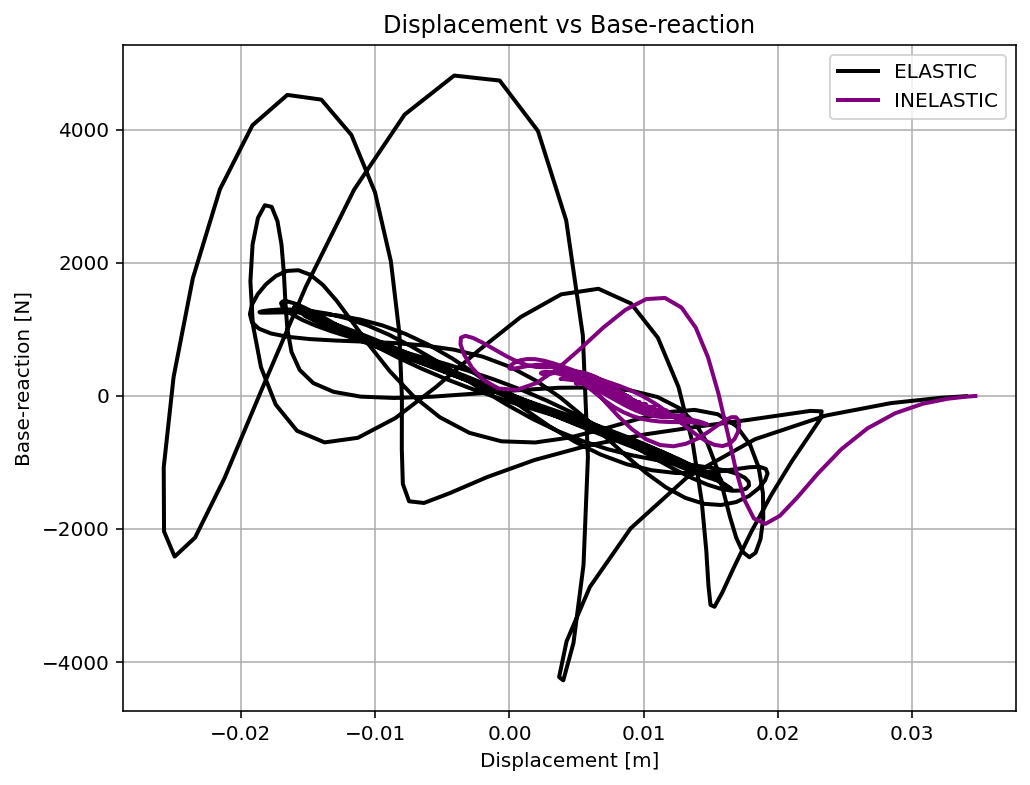 Displacement vs Base-reaction
ELASTIC
INELASTIC
Base-reaction [N]
4000
2000
0
−2000
−4000
−0.02
−0.01
0.00
0.01
0.02
0.03
Displacement [m]